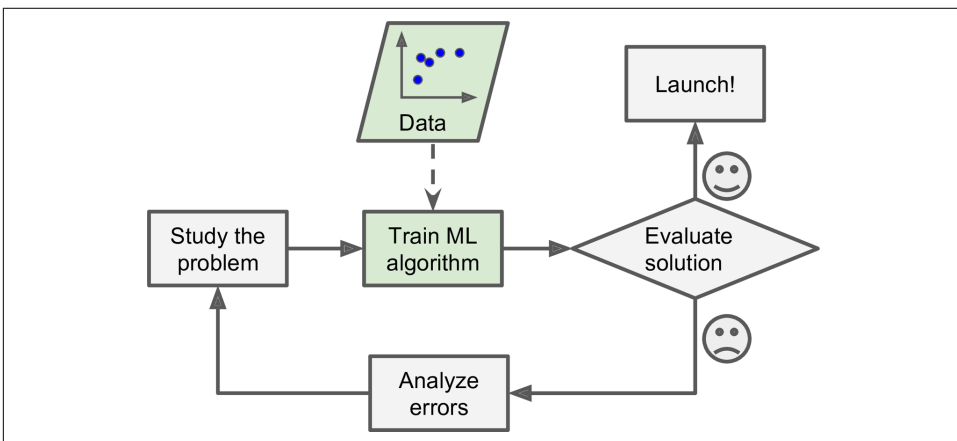 Data
Launch!
Study the
problem
Train ML
algorithm
Evaluate
solution
Analyze
errors